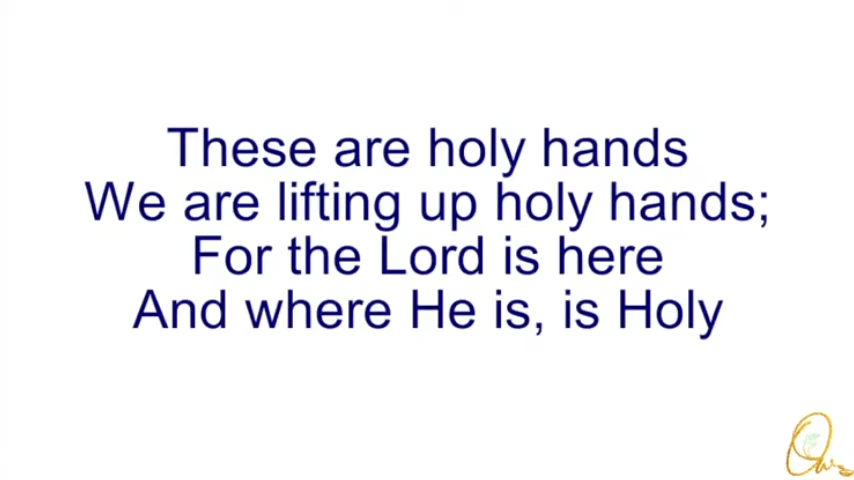 These are holy hands
We are lifting up holy hands;
For the Lord is here
And where He is, is Holy